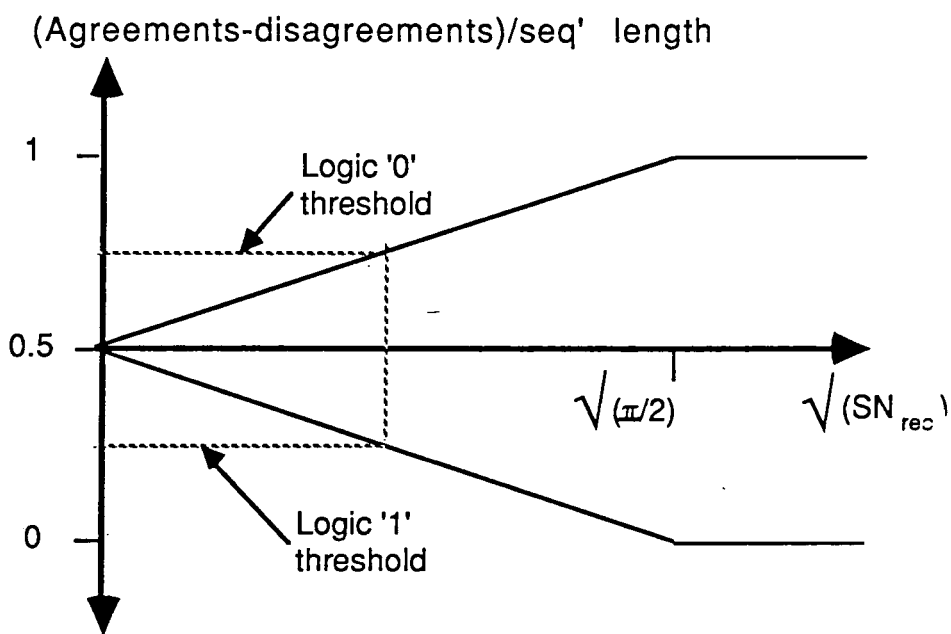 (Agreements-disagreements)/seq' length
1
Logic '0'
threshold
0.5
√(π/2)
√(SN rec)
Logic '1'
threshold
0